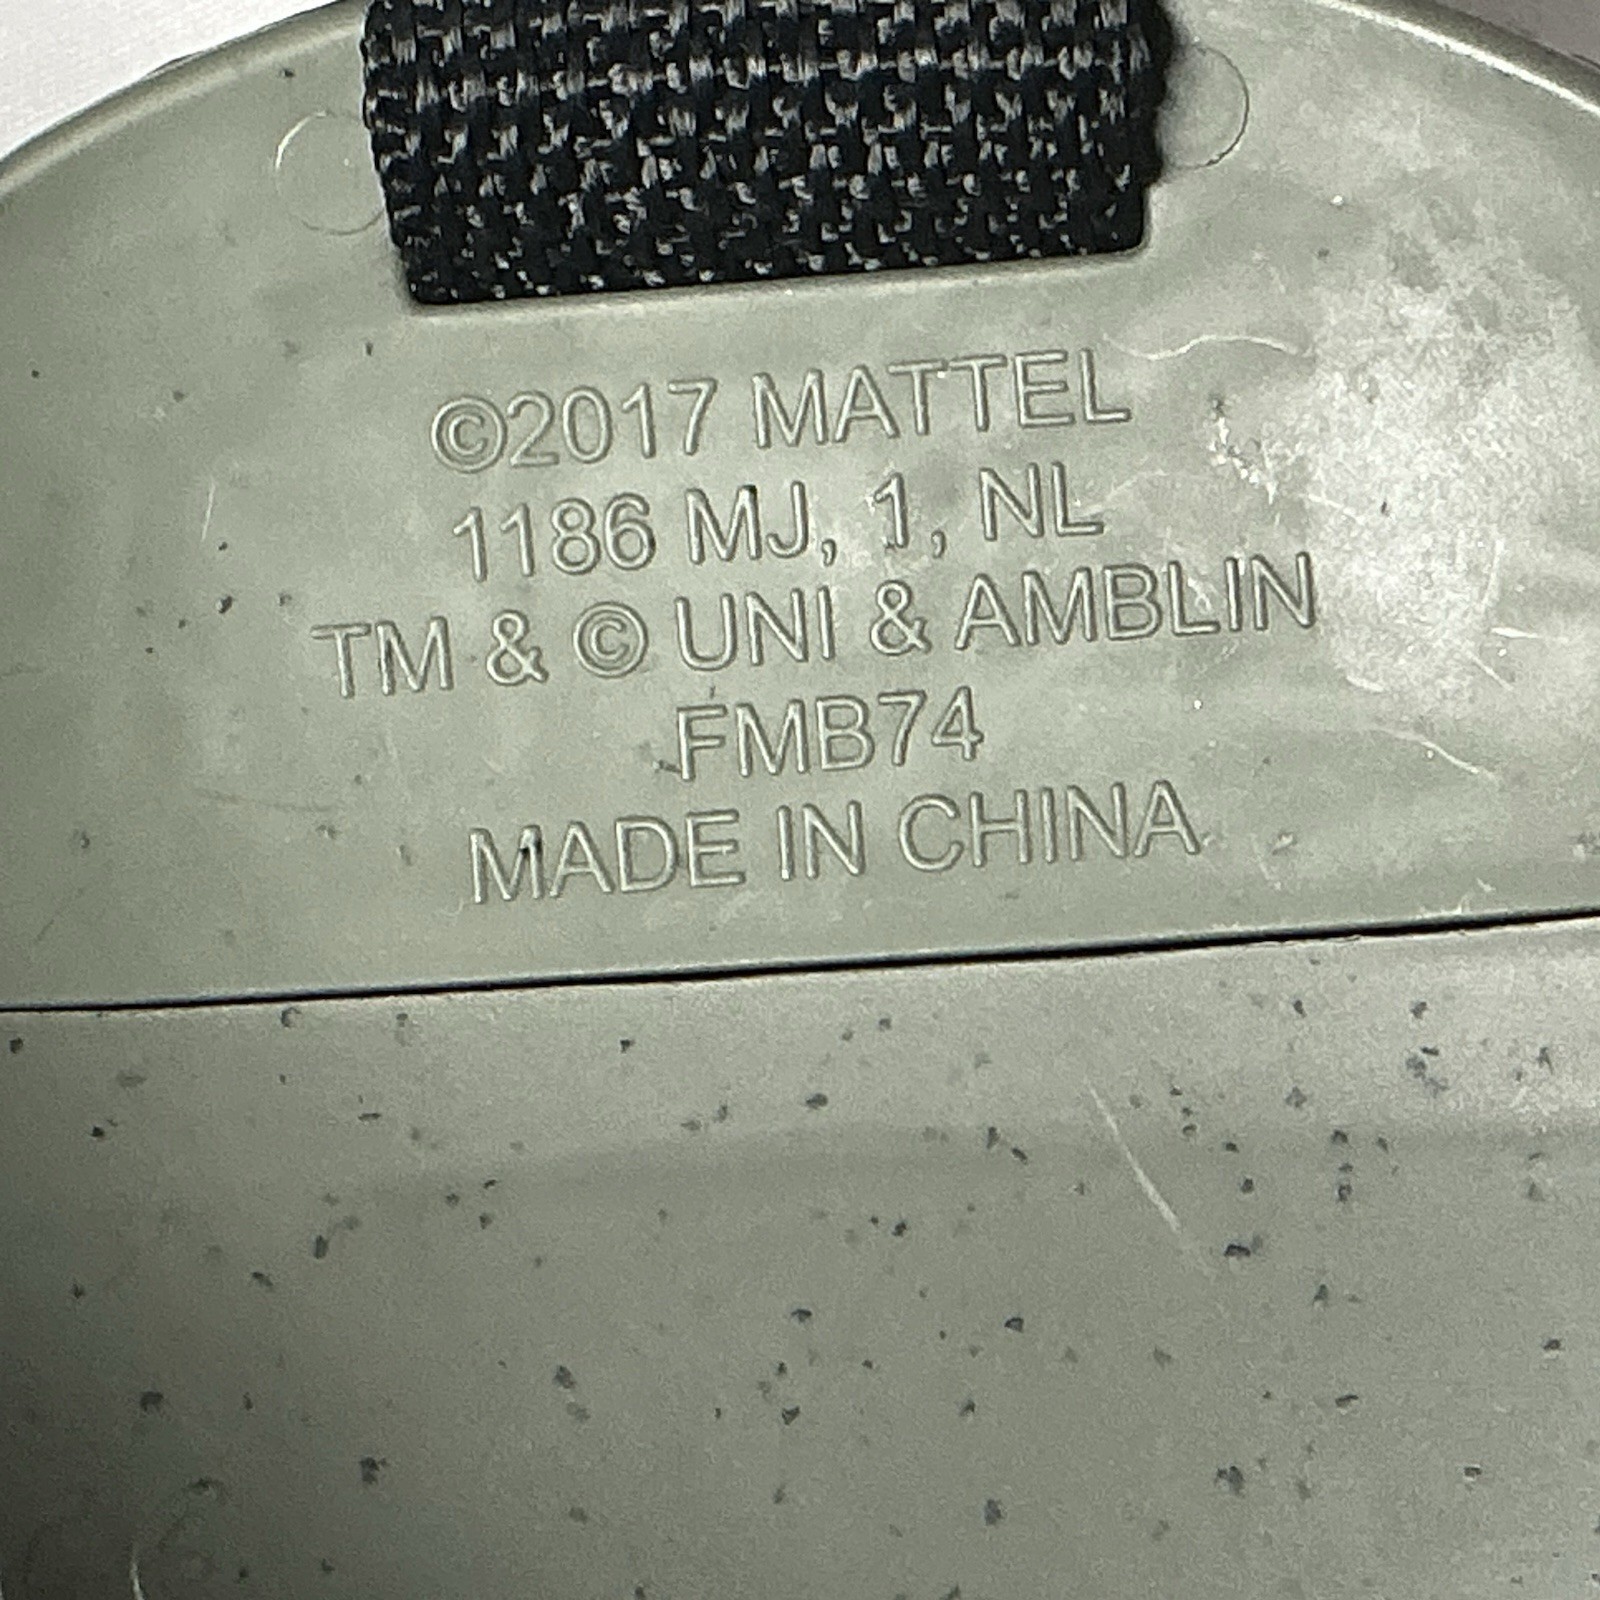 ©2017 MATTEL
1186 MJ, 1, NL
TM & © UNI & AMBLIN
FMB74
MADE IN CHINA